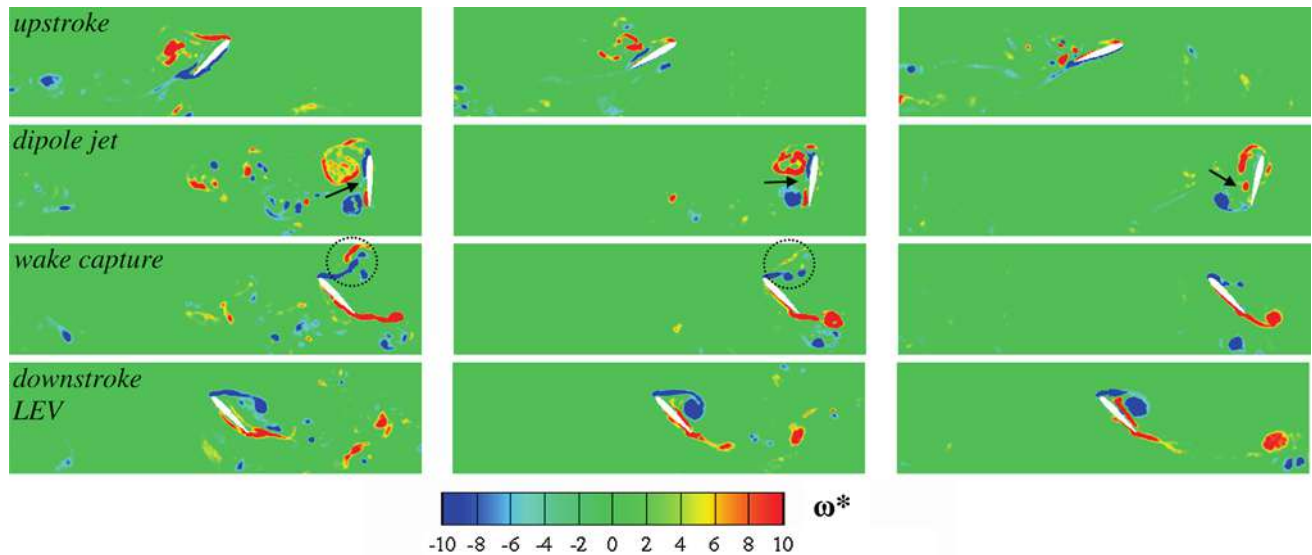 upstroke
dipole jet
wake capture
downstroke
LEV
ω*
-10 -8 -6 -4 -2 0 2 4 6 8 10